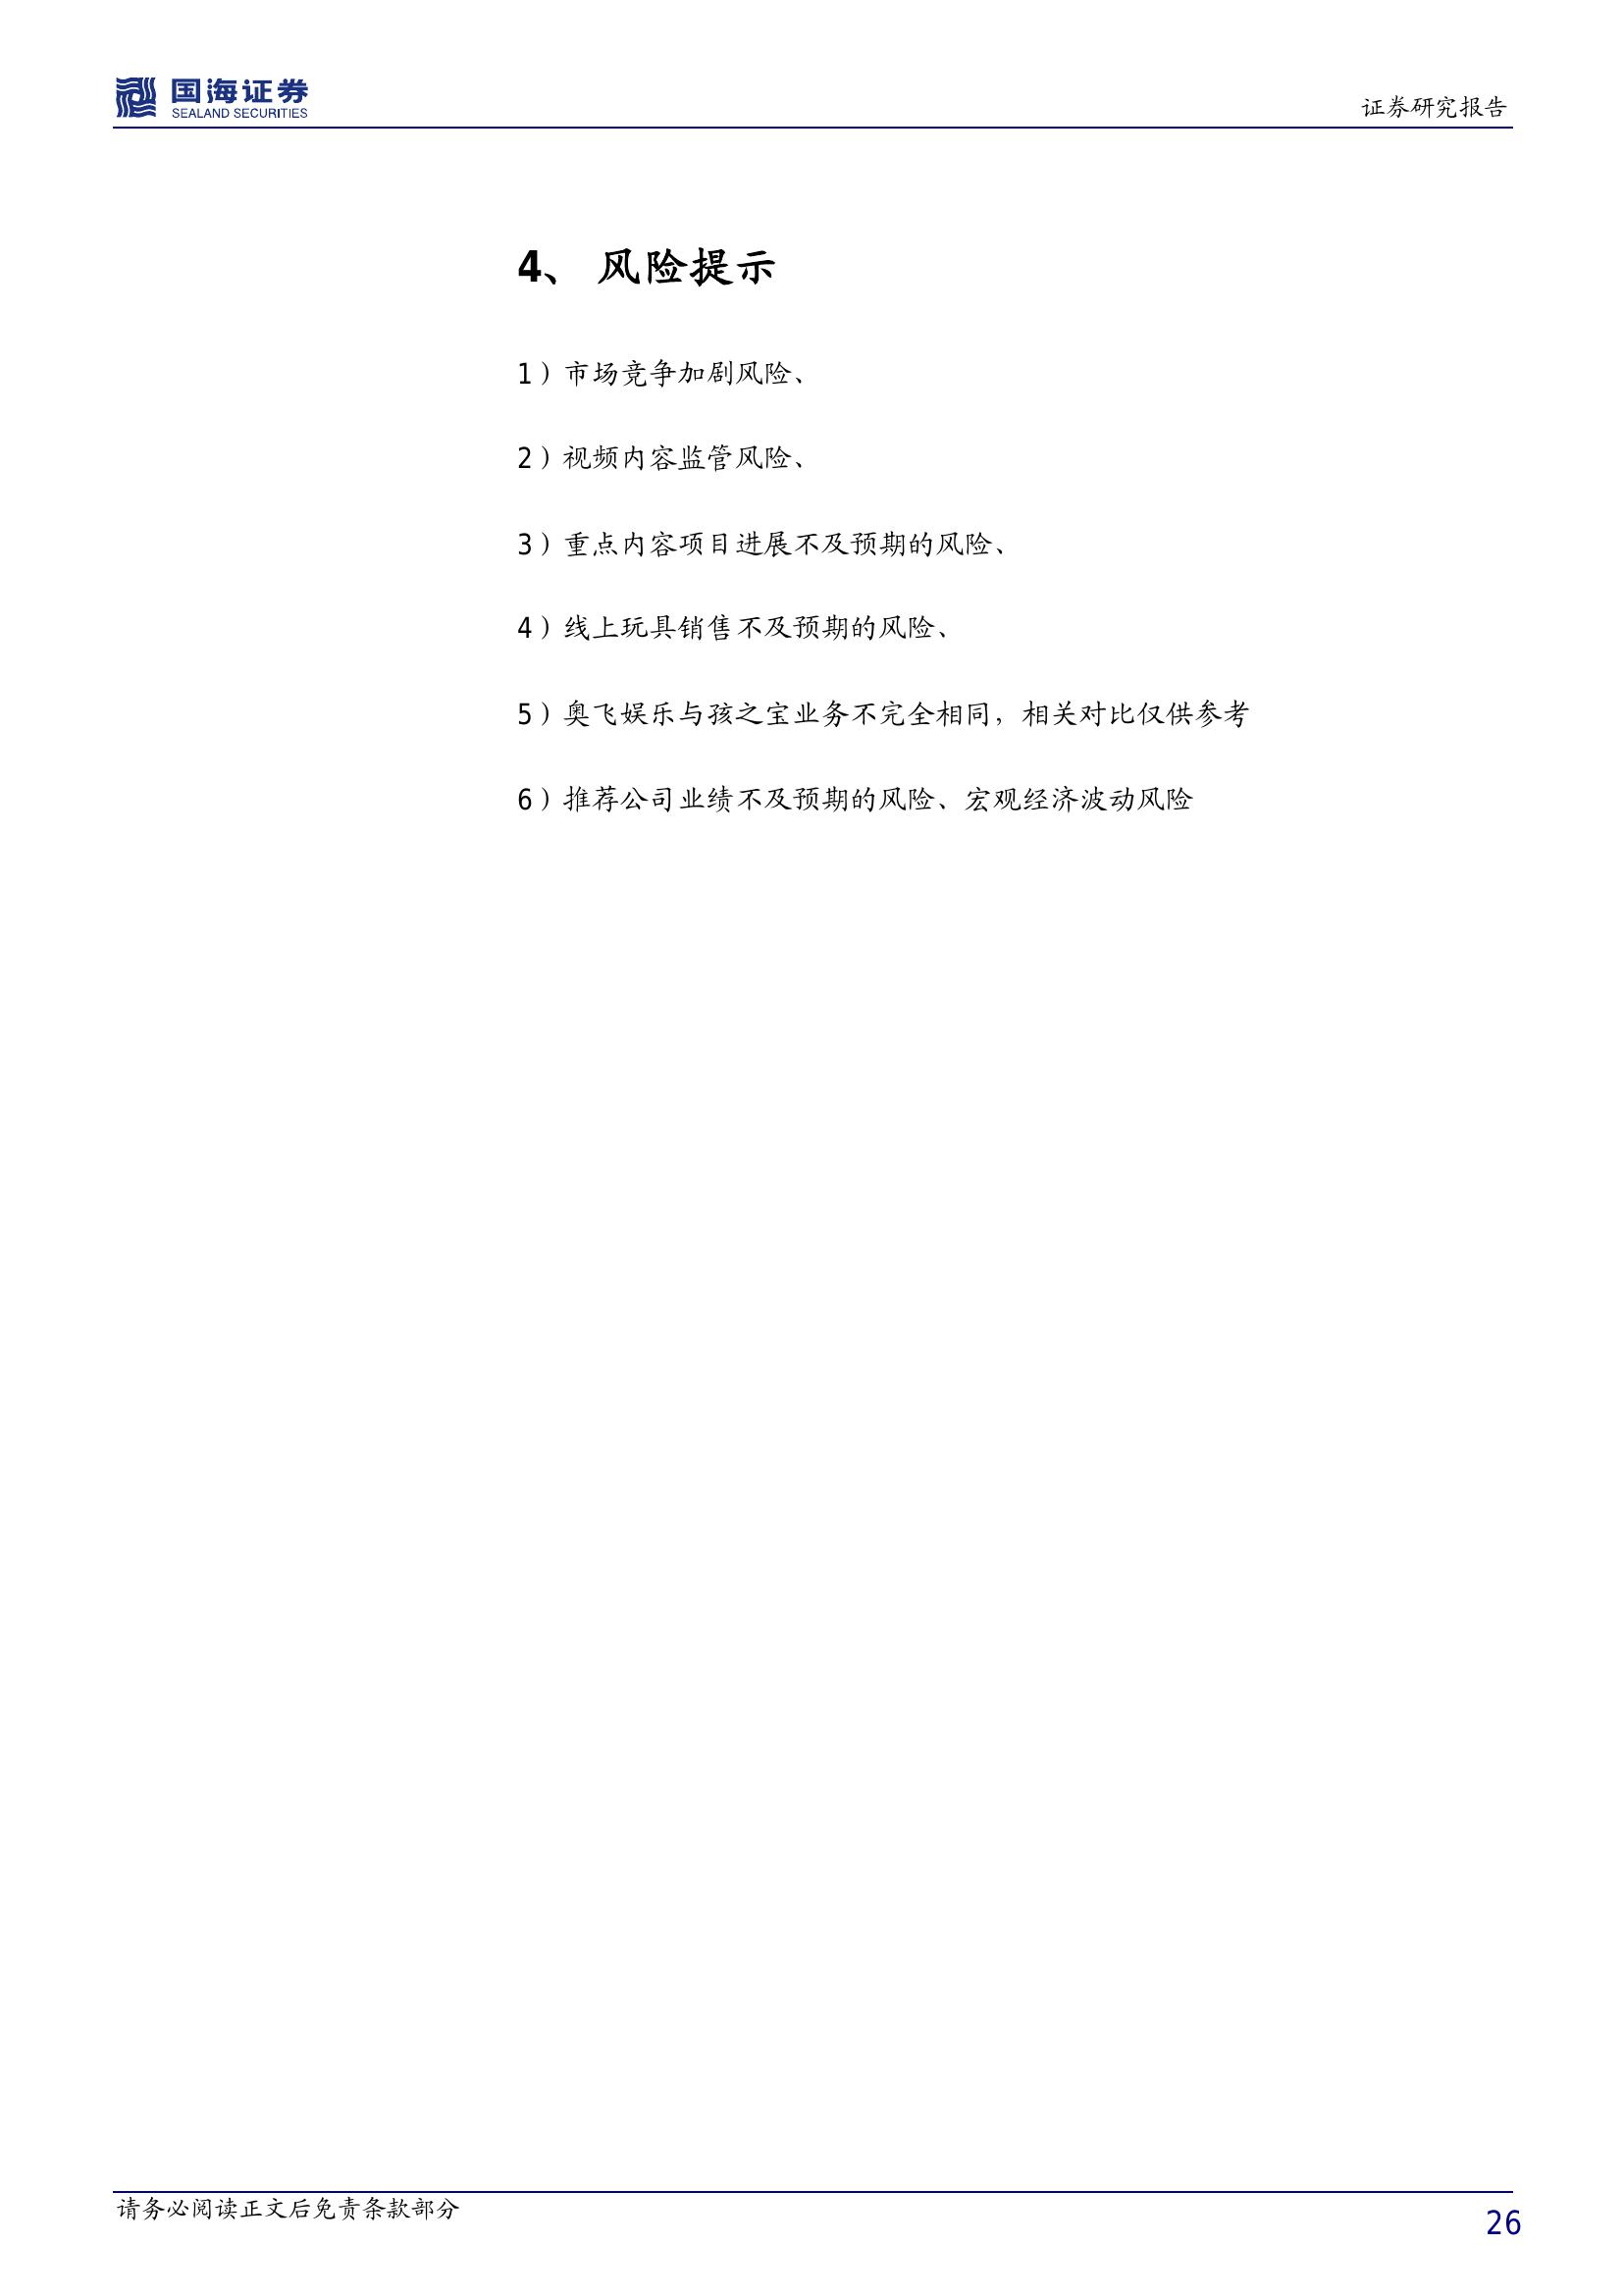 国海证券
SEALAND SECURITIES
证券研究报告
4、 风险提示
1）市场竞争加剧风险、
2）视频内容监管风险、
3）重点内容项目进展不及预期的风险、
4）线上玩具销售不及预期的风险、
5）奥飞娱乐与孩之宝业务不完全相同，相关对比仅供参考
6）推荐公司业绩不及预期的风险、宏观经济波动风险
请务必阅读正文后免责条款部分
26